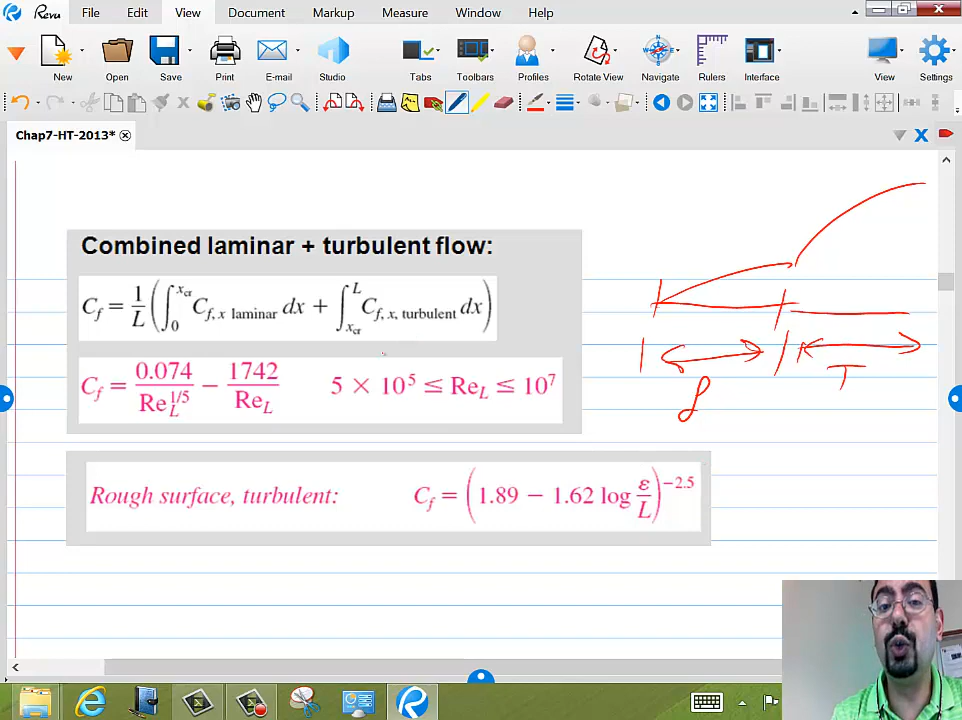 Revu File Edit View Document Markup Measure Window Help
New Open Save Print E-mail Studio Tabs Toolbars Profiles Rotate View Navigate Rulers Interface View Settings
Chap7-HT-2013*
Combined laminar + turbulent flow:
C_f = 1/L (∫_0^{x_cr} C_{f, x laminar} dx + ∫_{x_cr}^L C_{f, x, turbulent} dx)
C_f = 0.074/Re_L^{1/5} − 1742/Re_L 5 × 10^5 ≤ Re_L ≤ 10^7
T
Rough surface, turbulent: C_f = (1.89 − 1.62 log ε/L)^{−2.5}